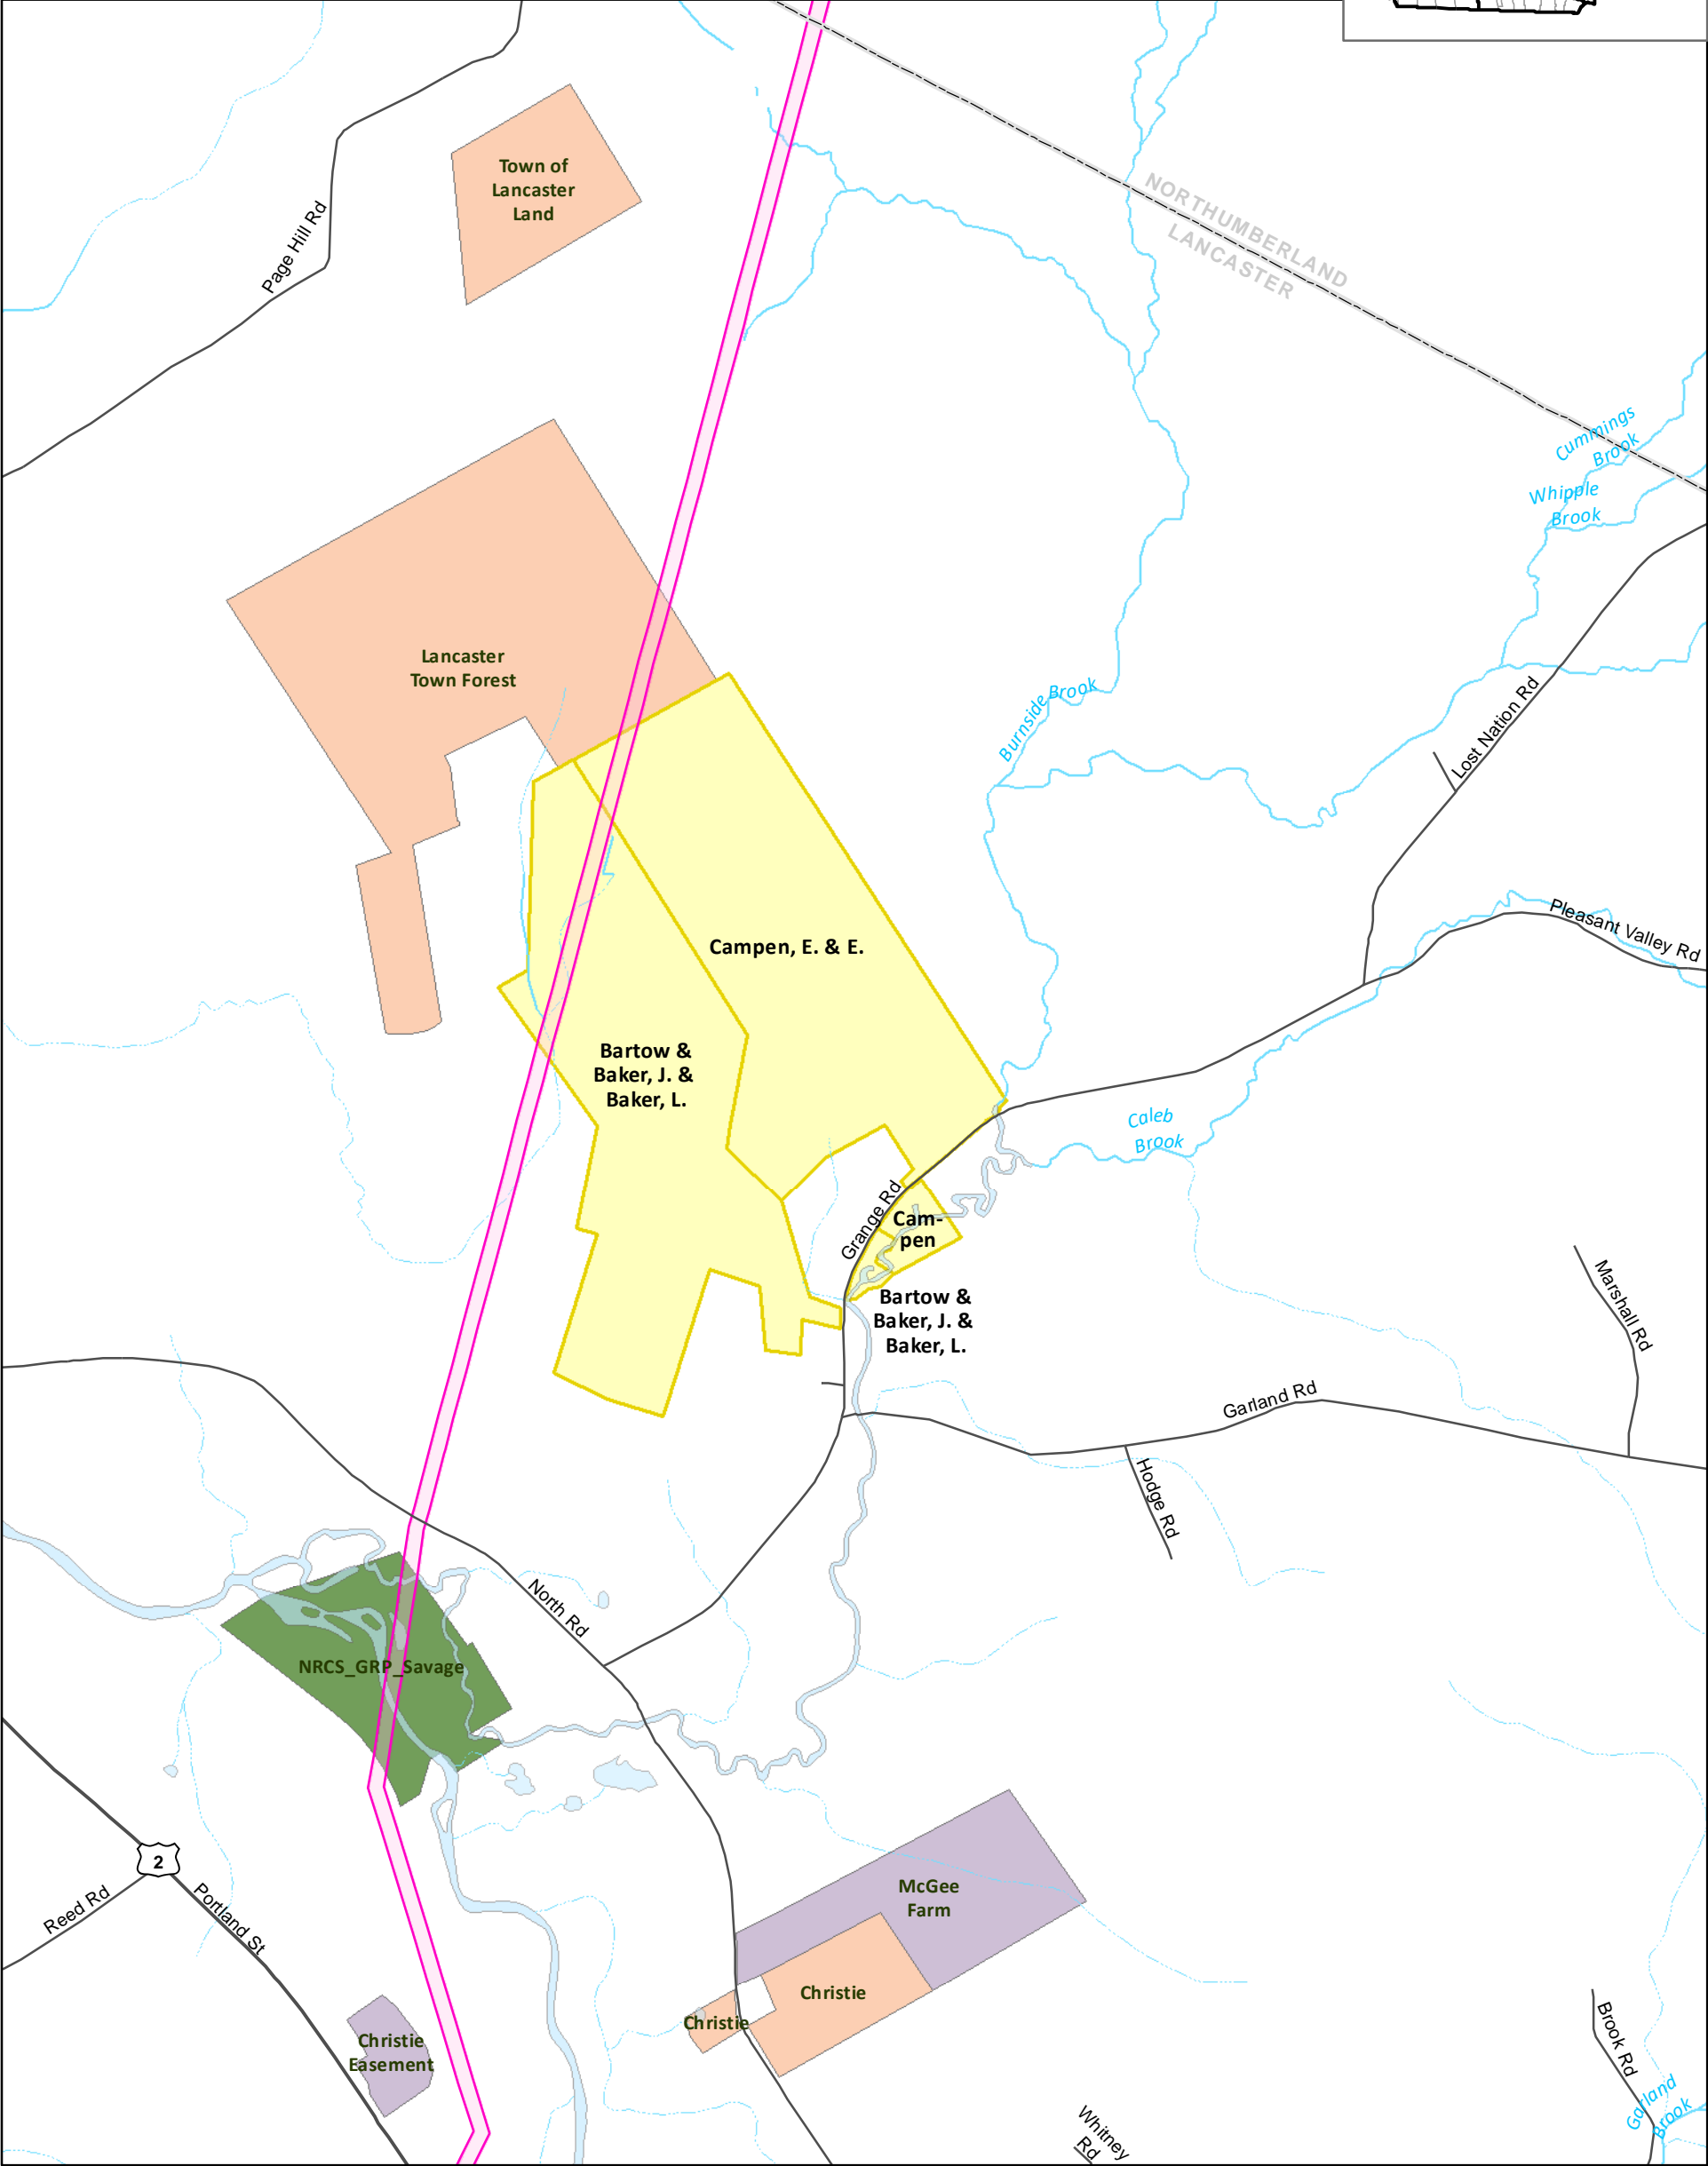 Town of
Lancaster
Land
NORTHUMBERLAND
LANCASTER
Page Hill Rd
Cummings
Brook
Whipple
Brook
Lancaster
Town Forest
Burnside Brook
Lost Nation Rd
Pleasant Valley Rd
Campen, E. & E.
Bartow &
Baker, J. &
Baker, L.
Caleb
Brook
Grange Rd
Cam-
pen
Bartow &
Baker, J. &
Baker, L.
Marshall Rd
Garland Rd
Hodge Rd
North Rd
NRCS_GRP_Savage
2
Reed Rd
Portland St
McGee
Farm
Christie
Christie
Christie
Easement
Brook Rd
Garland
Brook
Whitney
Rd